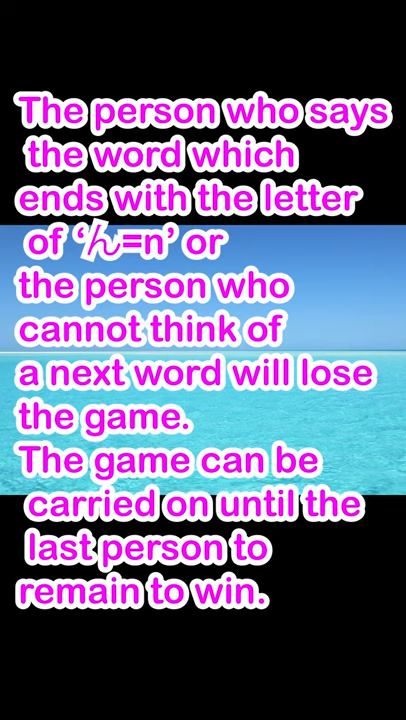 The person who says
the word which
ends with the letter
of ‘ん=n’ or
the person who
cannot think of
a next word will lose
the game.
The game can be
carried on until the
last person to
remain to win.